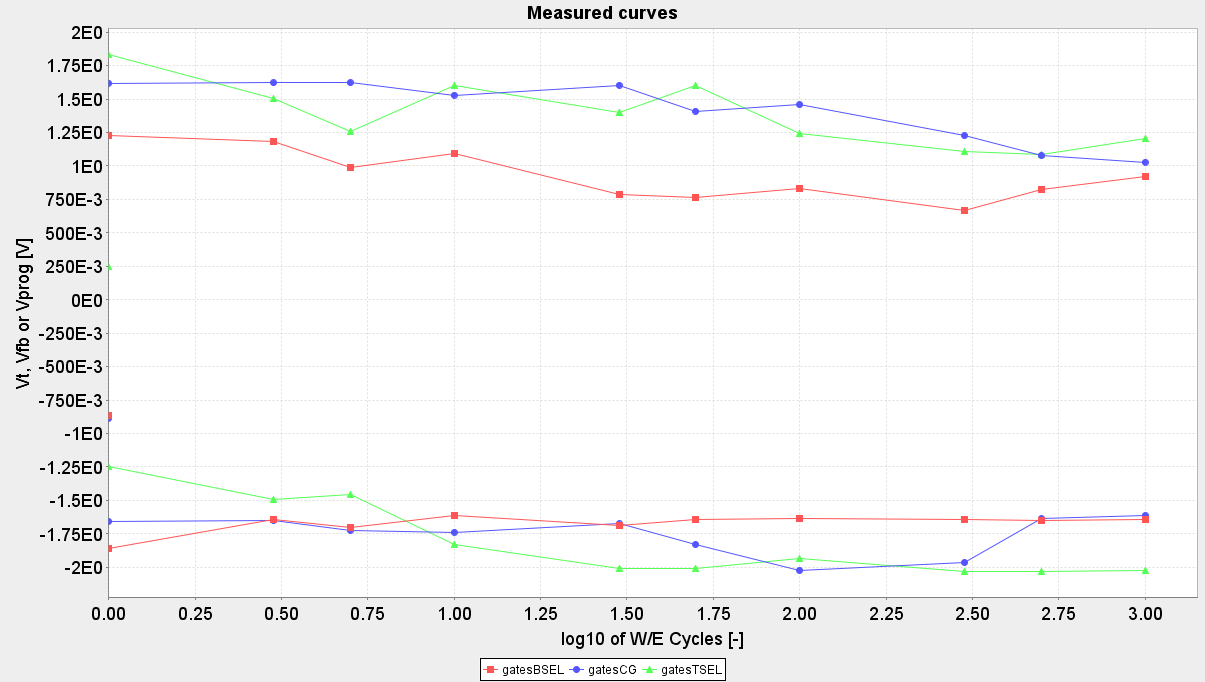 Measured curves
2E0
1.75E0
1.5E0
1.25E0
1E0
750E-3
500E-3
250E-3
0E0
-250E-3
-500E-3
-750E-3
-1E0
-1.25E0
-1.5E0
-1.75E0
-2E0
Vt, Vfb or Vprog [V]
0.00 0.25 0.50 0.75 1.00 1.25 1.50 1.75 2.00 2.25 2.50 2.75 3.00
log10 of W/E Cycles [-]
gatesBSEL gatesCG gatesTSEL